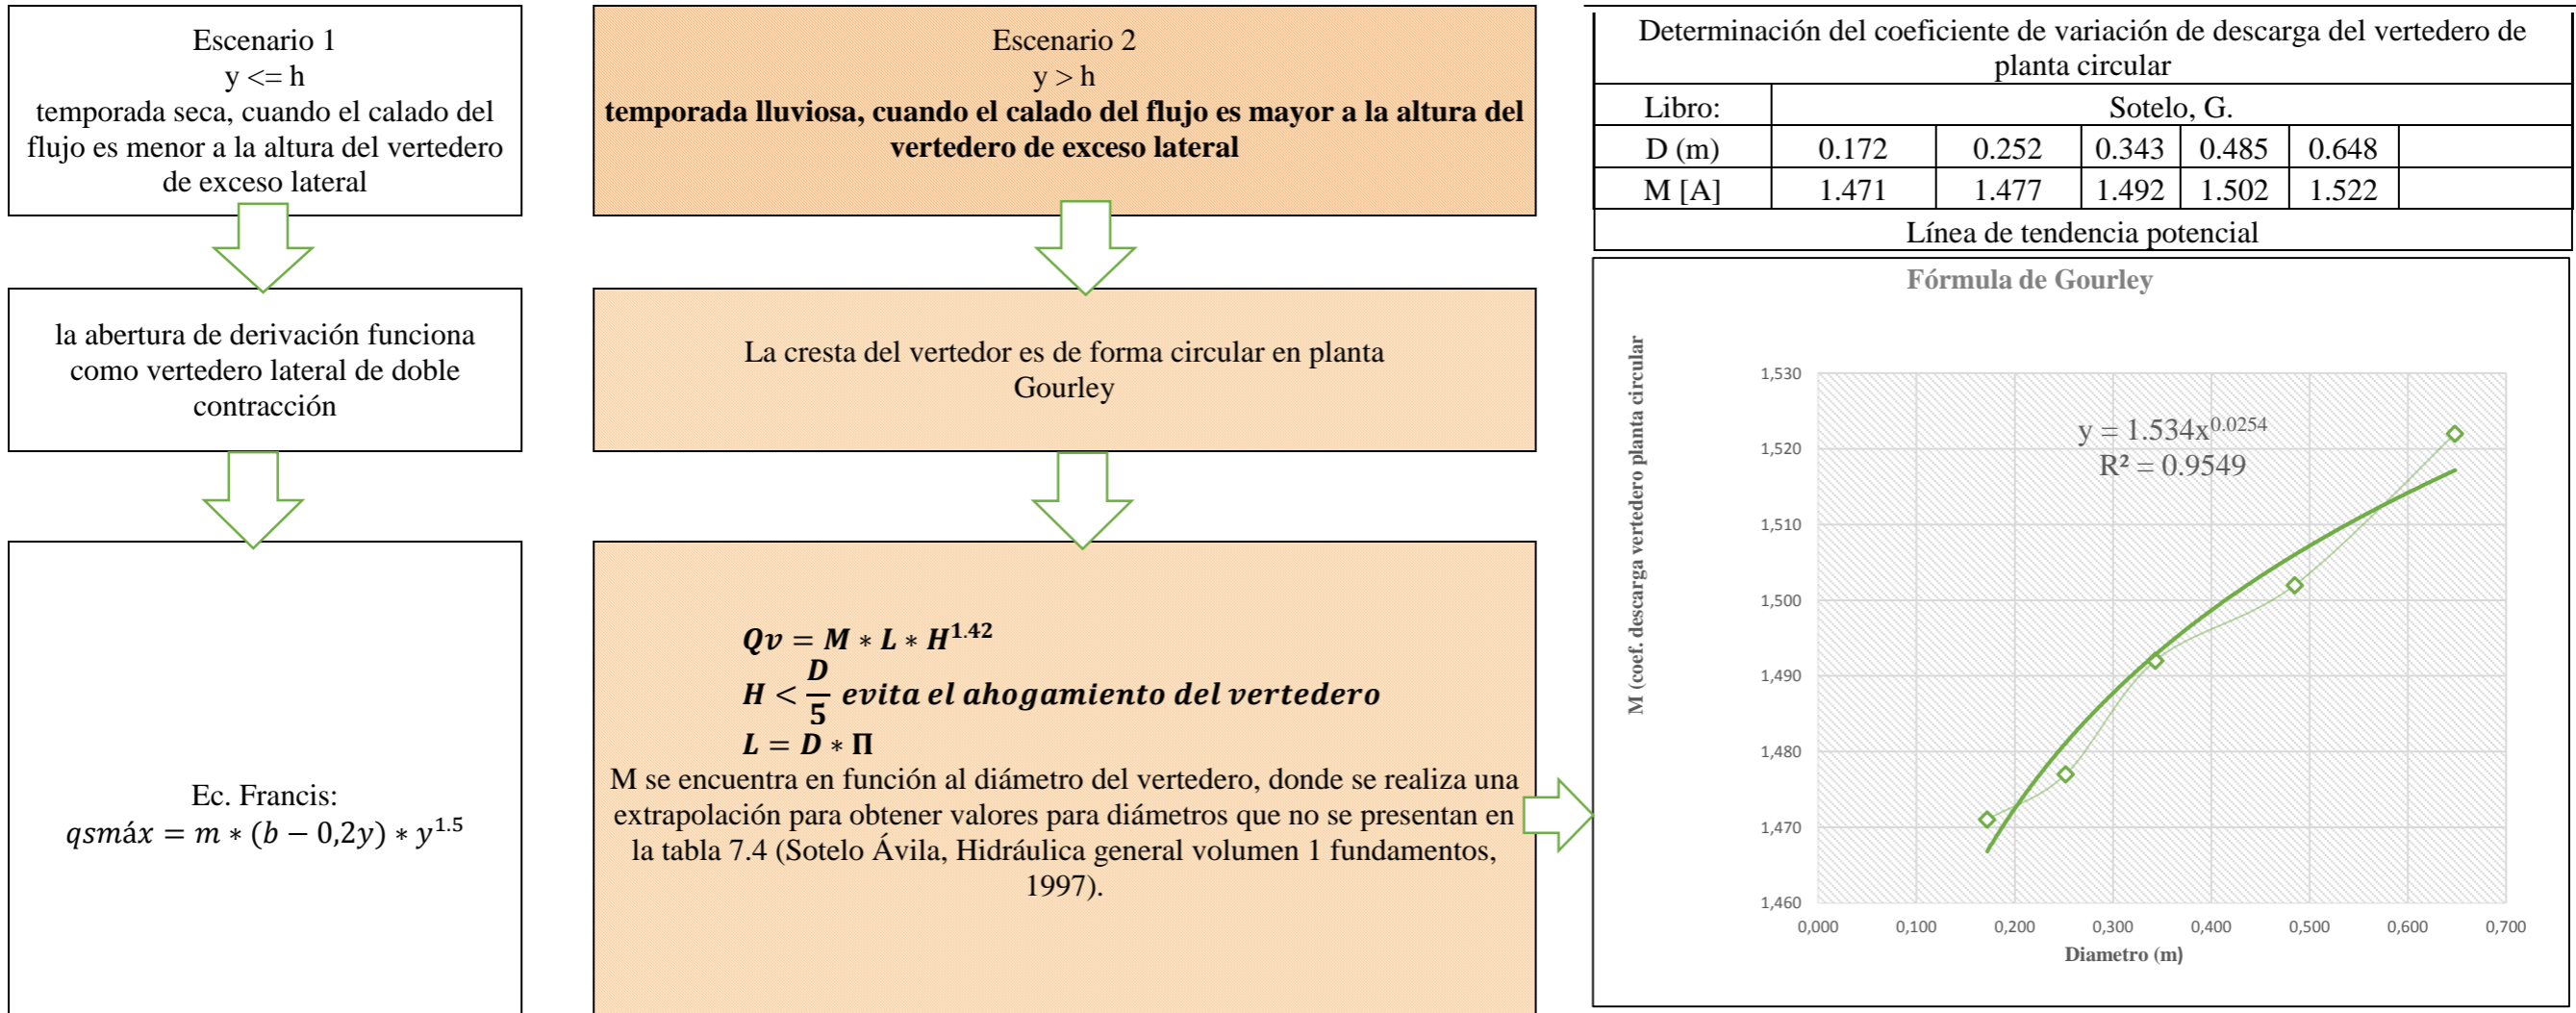 Escenario 1
y <= h
temporada seca, cuando el calado del
flujo es menor a la altura del vertedero
de exceso lateral
la abertura de derivación funciona
como vertedero lateral de doble
contracción
Ec. Francis:
qsmáx = m * (b − 0,2y) * y^1.5
Escenario 2
y > h
temporada lluviosa, cuando el calado del flujo es mayor a la altura del
vertedero de exceso lateral
La cresta del vertedor es de forma circular en planta
Gourley
Qv = M * L * H^1.42
H < D/5 evita el ahogamiento del vertedero
L = D * Π
M se encuentra en función al diámetro del vertedero, donde se realiza una
extrapolación para obtener valores para diámetros que no se presentan en
la tabla 7.4 (Sotelo Ávila, Hidráulica general volumen 1 fundamentos,
1997).
Determinación del coeficiente de variación de descarga del vertedero de
planta circular
Libro: Sotelo, G.
D (m) 0.172 0.252 0.343 0.485 0.648
M [A] 1.471 1.477 1.492 1.502 1.522
Línea de tendencia potencial
Fórmula de Gourley
M (coef. descarga vertedero planta circular
1,530
1,520
1,510
1,500
1,490
1,480
1,470
1,460
y = 1.534x^0.0254
R² = 0.9549
0,000 0,100 0,200 0,300 0,400 0,500 0,600 0,700
Diametro (m)